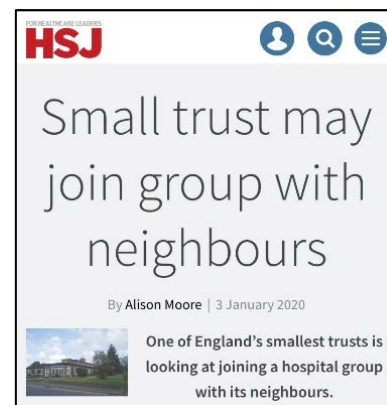 FOR HEALTHCARE LEADERS
HSJ
Small trust may
join group with
neighbours
By Alison Moore | 3 January 2020
One of England’s smallest trusts is
looking at joining a hospital group
with its neighbours.